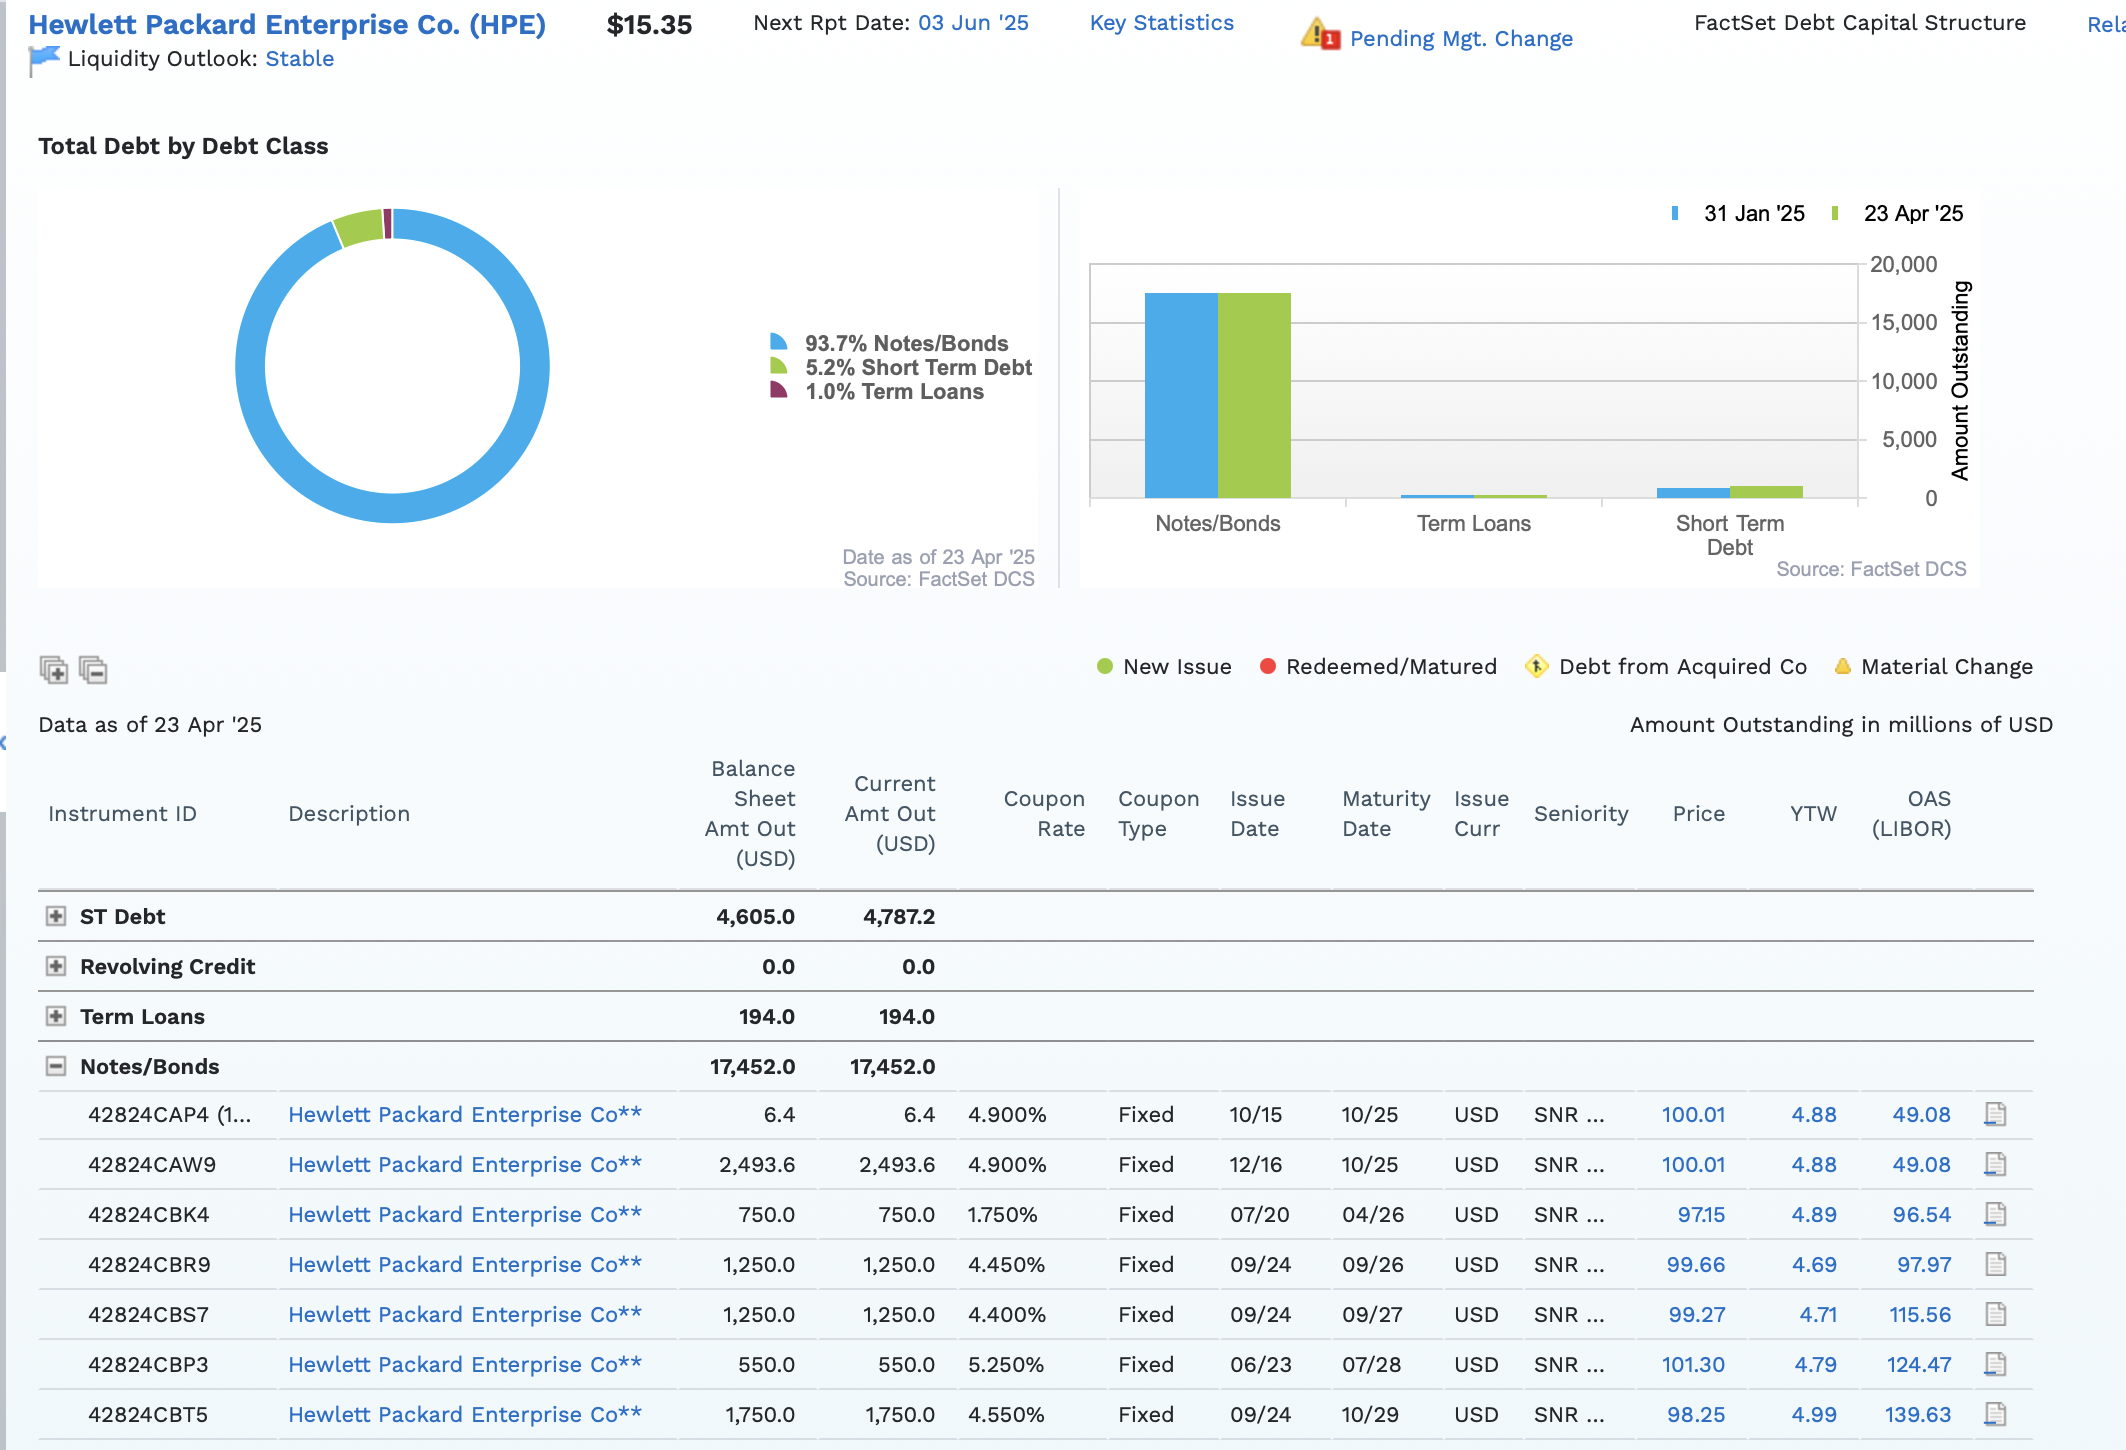 Hewlett Packard Enterprise Co. (HPE) $15.35 Next Rpt Date: 03 Jun '25 Key Statistics 1 Pending Mgt. Change FactSet Debt Capital Structure
Liquidity Outlook: Stable
Total Debt by Debt Class
93.7% Notes/Bonds
5.2% Short Term Debt
1.0% Term Loans
Date as of 23 Apr '25
Source: FactSet DCS
31 Jan '25 23 Apr '25
20,000
15,000
10,000
5,000
0
Amount Outstanding
Notes/Bonds Term Loans Short Term
Debt
Source: FactSet DCS
New Issue Redeemed/Matured Debt from Acquired Co Material Change
Data as of 23 Apr '25 Amount Outstanding in millions of USD
Instrument ID Description Balance Sheet Amt Out (USD) Current Amt Out (USD) Coupon Rate Coupon Type Issue Date Maturity Date Issue Curr Seniority Price YTW OAS (LIBOR)
ST Debt 4,605.0 4,787.2
Revolving Credit 0.0 0.0
Term Loans 194.0 194.0
Notes/Bonds 17,452.0 17,452.0
42824CAP4 (1... Hewlett Packard Enterprise Co** 6.4 6.4 4.900% Fixed 10/15 10/25 USD SNR ... 100.01 4.88 49.08
42824CAW9 Hewlett Packard Enterprise Co** 2,493.6 2,493.6 4.900% Fixed 12/16 10/25 USD SNR ... 100.01 4.88 49.08
42824CBK4 Hewlett Packard Enterprise Co** 750.0 750.0 1.750% Fixed 07/20 04/26 USD SNR ... 97.15 4.89 96.54
42824CBR9 Hewlett Packard Enterprise Co** 1,250.0 1,250.0 4.450% Fixed 09/24 09/26 USD SNR ... 99.66 4.69 97.97
42824CBS7 Hewlett Packard Enterprise Co** 1,250.0 1,250.0 4.400% Fixed 09/24 09/27 USD SNR ... 99.27 4.71 115.56
42824CBP3 Hewlett Packard Enterprise Co** 550.0 550.0 5.250% Fixed 06/23 07/28 USD SNR ... 101.30 4.79 124.47
42824CBT5 Hewlett Packard Enterprise Co** 1,750.0 1,750.0 4.550% Fixed 09/24 10/29 USD SNR ... 98.25 4.99 139.63